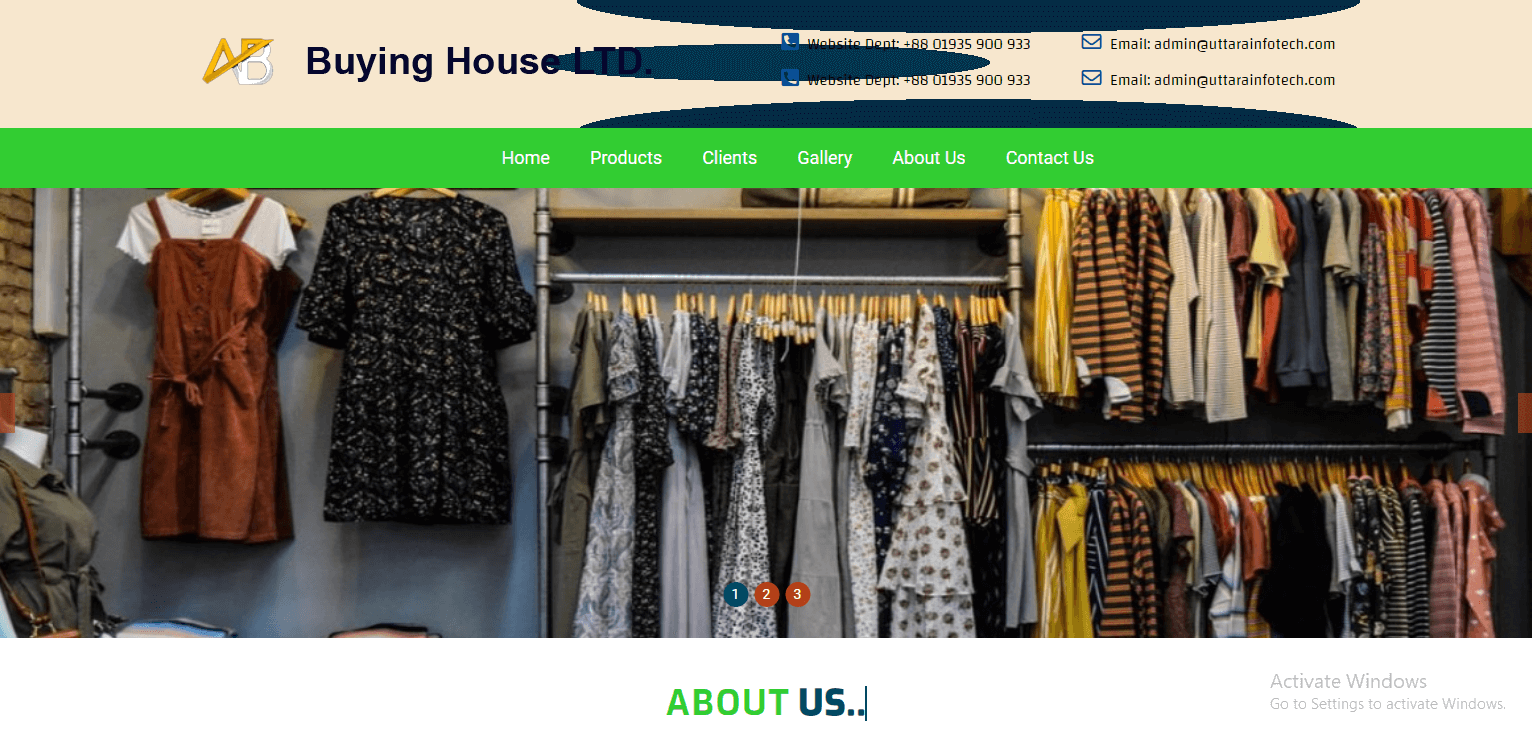 AB Buying House LTD.
Website Dept: +88 01935 900 933
Email: admin@uttarainfotech.com
Website Dept: +88 01935 900 933
Email: admin@uttarainfotech.com
Home Products Clients Gallery About Us Contact Us
1 2 3
ABOUT US..
Activate Windows
Go to Settings to activate Windows.